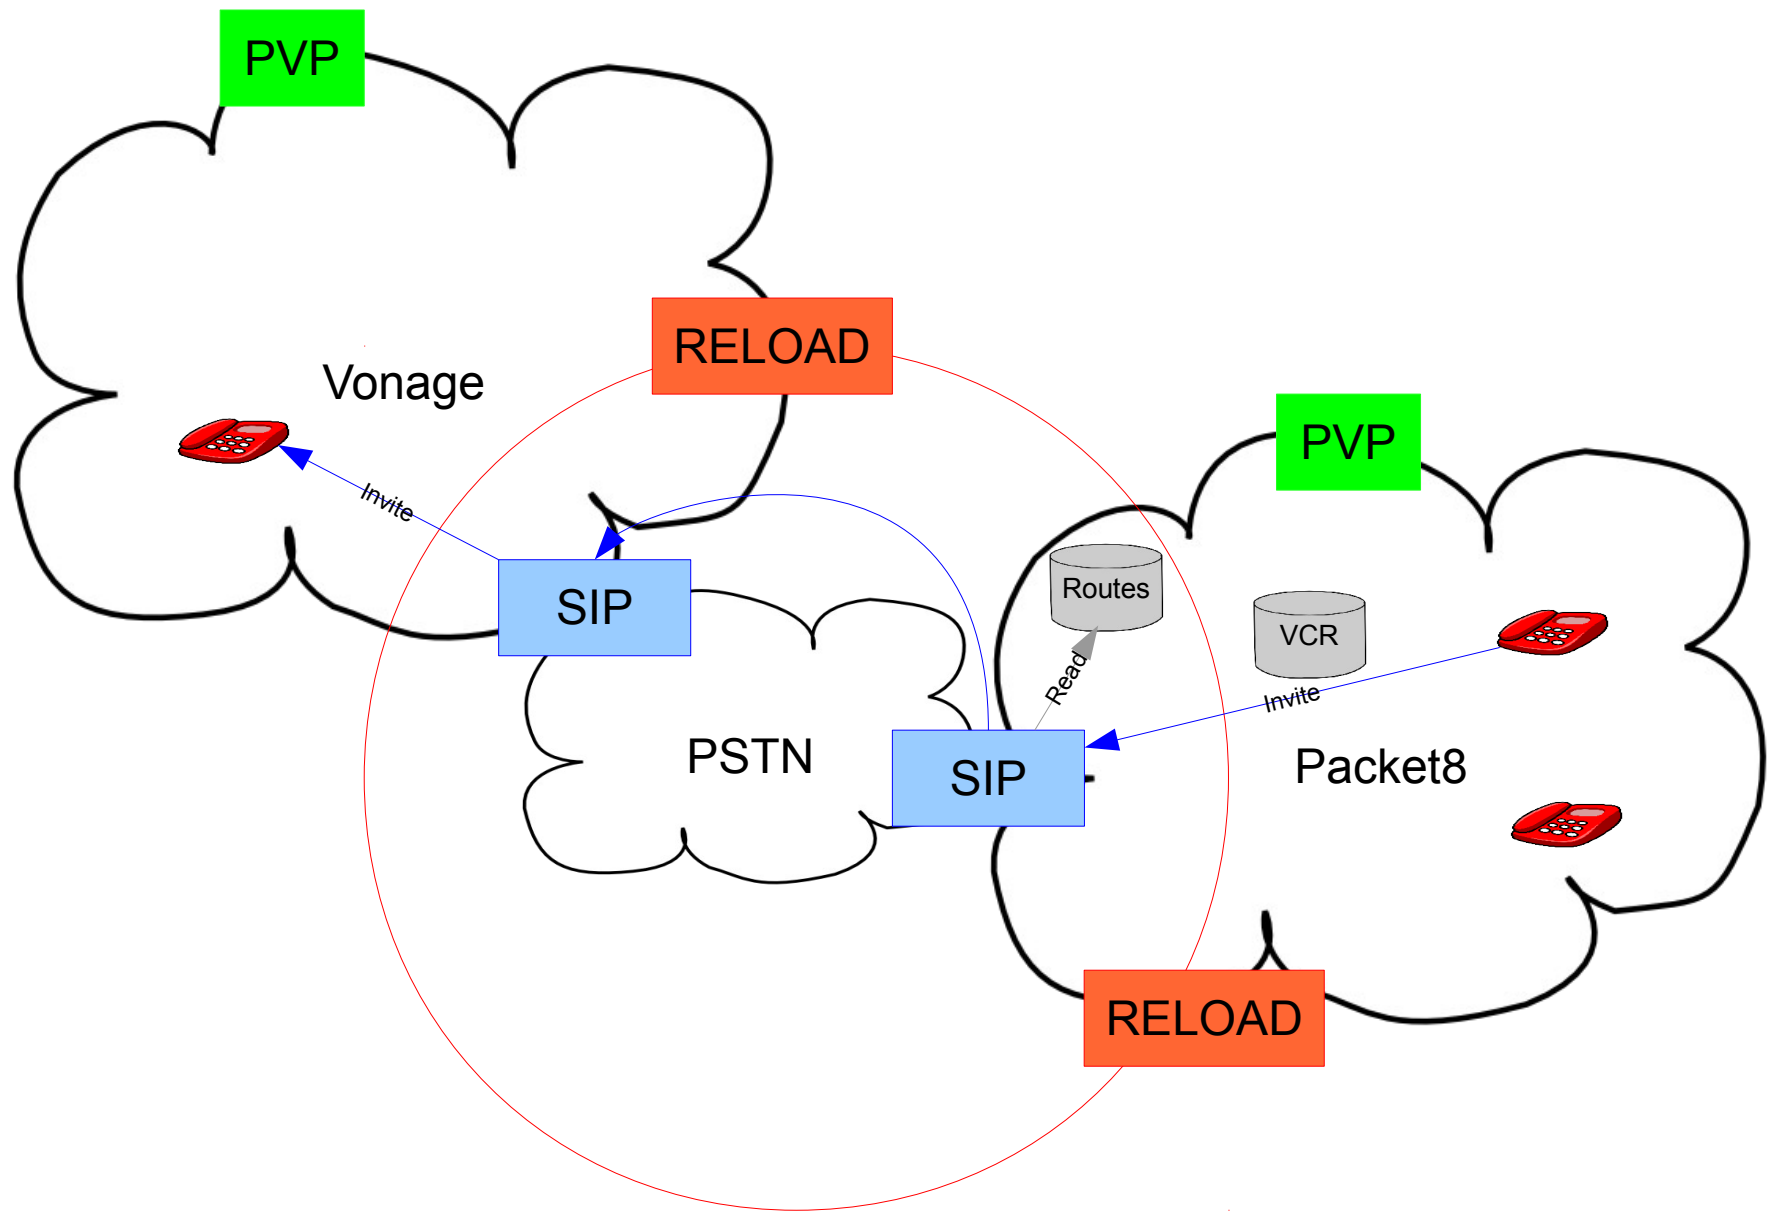 PVP
RELOAD
Vonage
PVP
Invite
Routes
SIP
VCR
Read
Invite
PSTN
SIP
Packet8
RELOAD